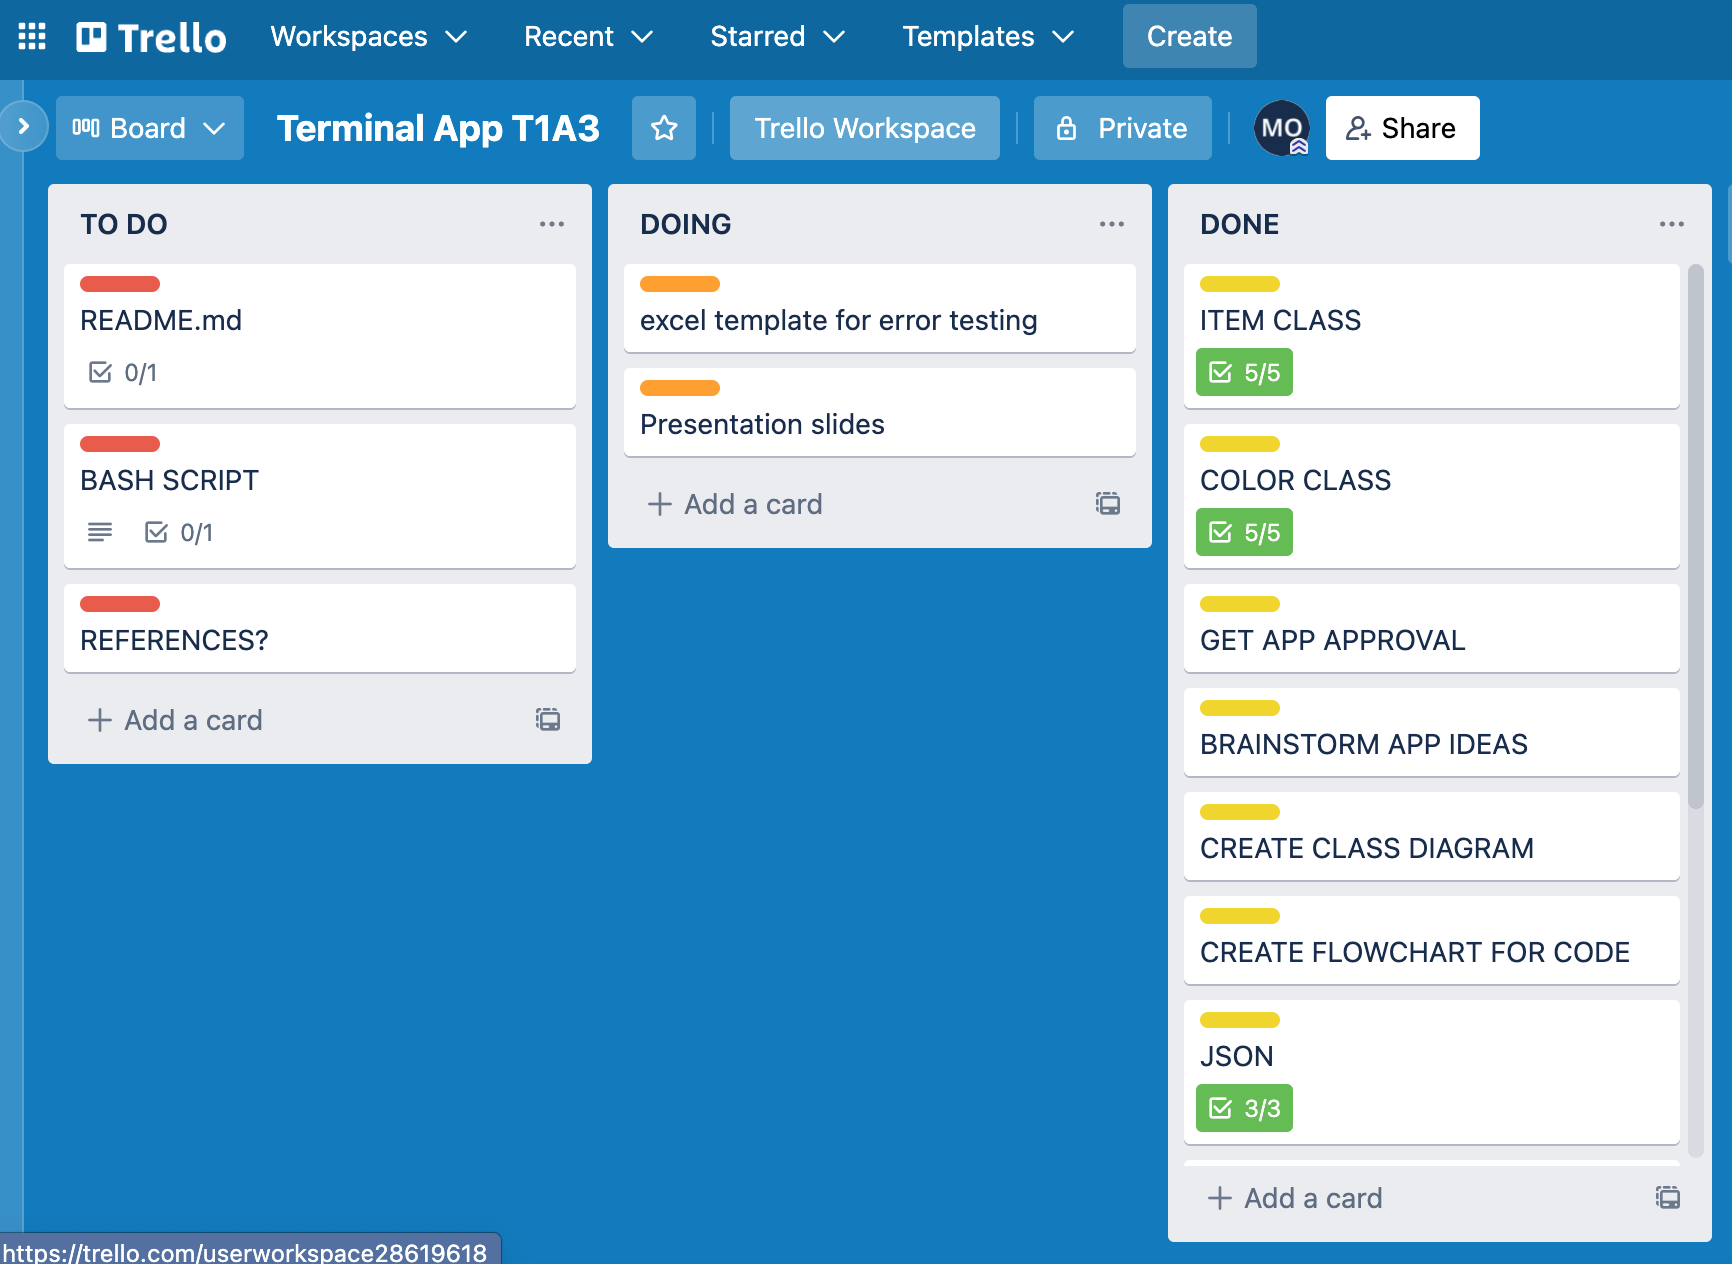 Trello
Workspaces
Recent
Starred
Templates
Create
Board
Terminal App T1A3
Trello Workspace
Private
MO
Share
TO DO
README.md
0/1
BASH SCRIPT
0/1
REFERENCES?
Add a card
DOING
excel template for error testing
Presentation slides
Add a card
DONE
ITEM CLASS
5/5
COLOR CLASS
5/5
GET APP APPROVAL
BRAINSTORM APP IDEAS
CREATE CLASS DIAGRAM
CREATE FLOWCHART FOR CODE
JSON
3/3
Add a card
https://trello.com/userworkspace28619618